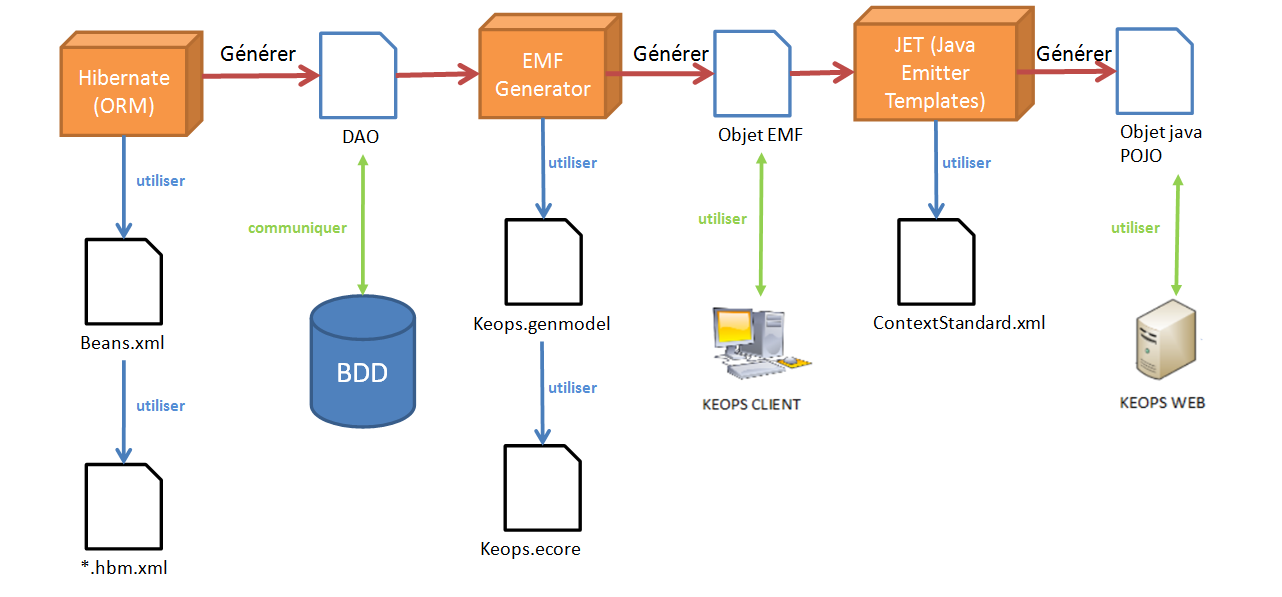 Hibernate
(ORM)
Générer
DAO
EMF
Generator
Générer
Objet EMF
JET (Java
Emitter
Templates)
Générer
Objet java
POJO
utiliser
communiquer
utiliser
utiliser
utiliser
utiliser
Beans.xml
BDD
Keops.genmodel
KEOPS CLIENT
ContextStandard.xml
KEOPS WEB
utiliser
utiliser
*.hbm.xml
Keops.ecore